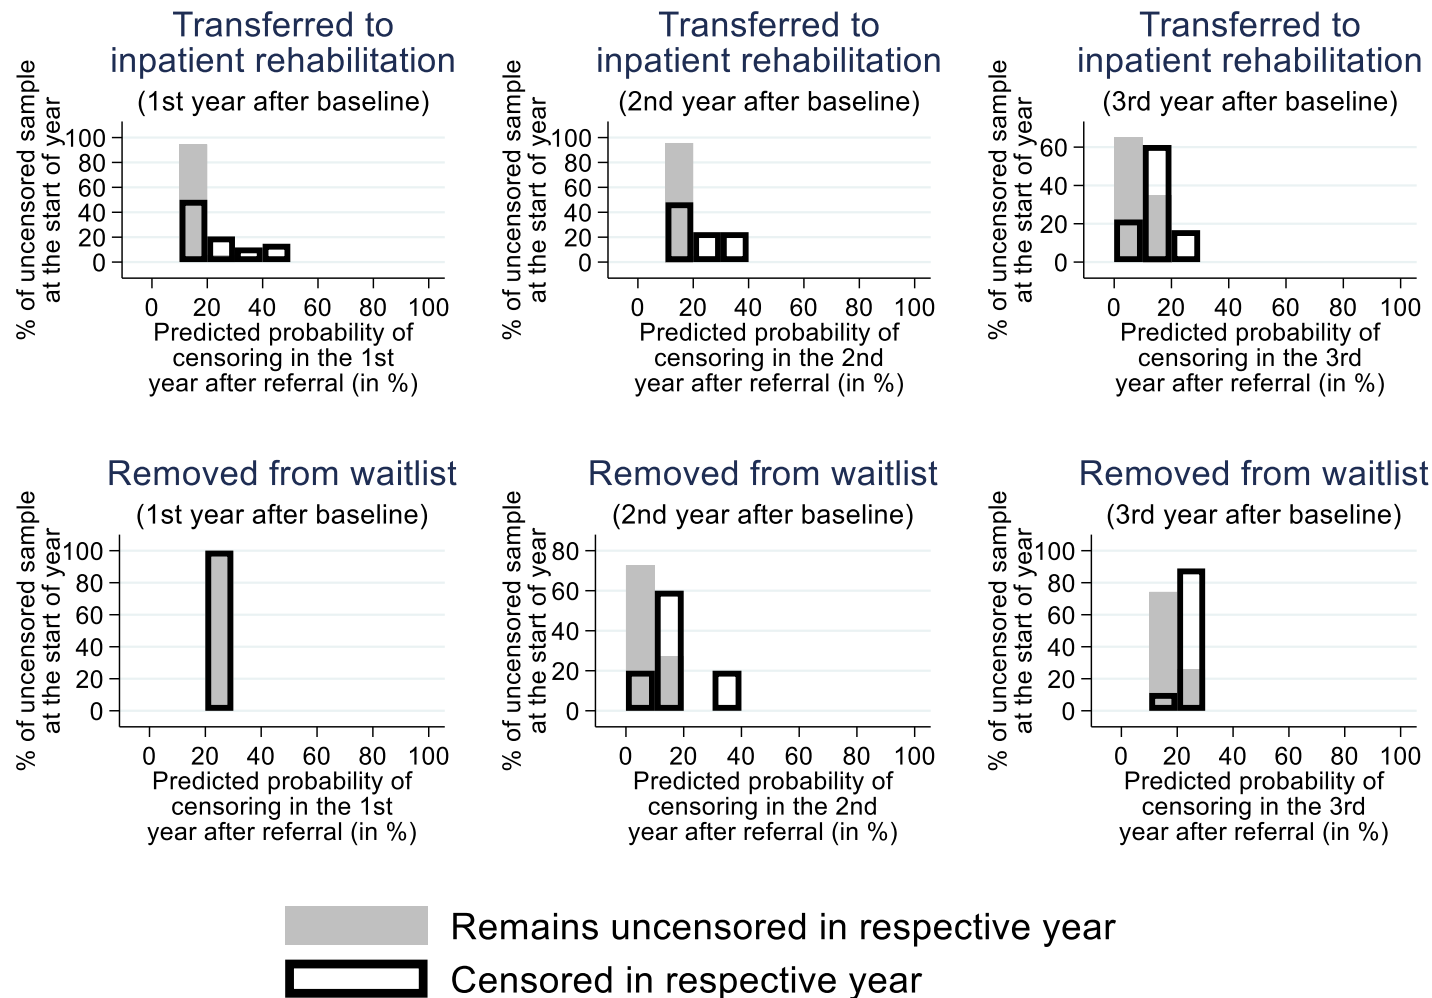 Transferred to
inpatient rehabilitation
(1st year after baseline)
% of uncensored sample
at the start of year
100
80
60
40
20
0
0 20 40 60 80 100
Predicted probability of
censoring in the 1st
year after referral (in %)
Transferred to
inpatient rehabilitation
(2nd year after baseline)
% of uncensored sample
at the start of year
100
80
60
40
20
0
0 20 40 60 80 100
Predicted probability of
censoring in the 2nd
year after referral (in %)
Transferred to
inpatient rehabilitation
(3rd year after baseline)
% of uncensored sample
at the start of year
60
40
20
0
0 20 40 60 80 100
Predicted probability of
censoring in the 3rd
year after referral (in %)
Removed from waitlist
(1st year after baseline)
% of uncensored sample
at the start of year
100
80
60
40
20
0
0 20 40 60 80 100
Predicted probability of
censoring in the 1st
year after referral (in %)
Removed from waitlist
(2nd year after baseline)
% of uncensored sample
at the start of year
80
60
40
20
0
0 20 40 60 80 100
Predicted probability of
censoring in the 2nd
year after referral (in %)
Removed from waitlist
(3rd year after baseline)
% of uncensored sample
at the start of year
100
80
60
40
20
0
0 20 40 60 80 100
Predicted probability of
censoring in the 3rd
year after referral (in %)
Remains uncensored in respective year
Censored in respective year